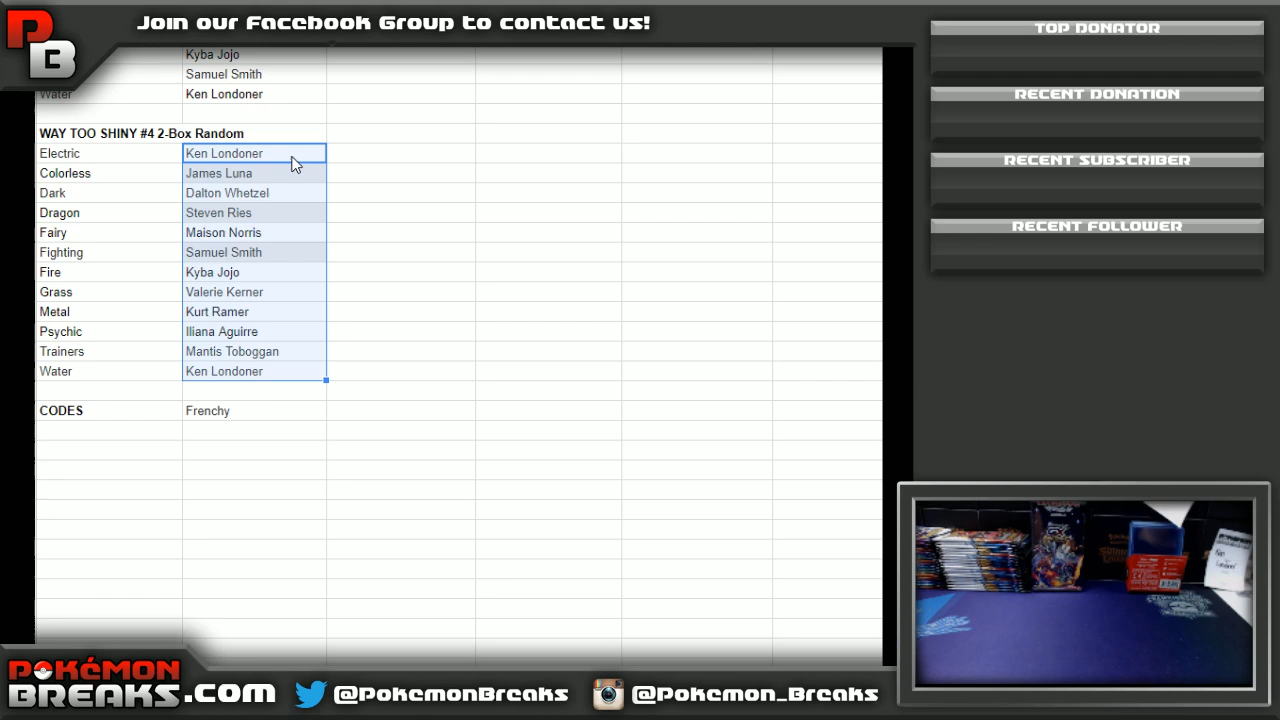 Join our Facebook Group to contact us!
PB
Kyba Jojo
Samuel Smith
Water Ken Londoner
WAY TOO SHINY #4 2-Box Random
Electric Ken Londoner
Colorless James Luna
Dark Dalton Whetzel
Dragon Steven Ries
Fairy Maison Norris
Fighting Samuel Smith
Fire Kyba Jojo
Grass Valerie Kerner
Metal Kurt Ramer
Psychic Iliana Aguirre
Trainers Mantis Toboggan
Water Ken Londoner
CODES Frenchy
TOP DONATOR
RECENT DONATION
RECENT SUBSCRIBER
RECENT FOLLOWER
POKéMON
BREAKS.COM
@PokemonBreaks
@Pokemon_Breaks